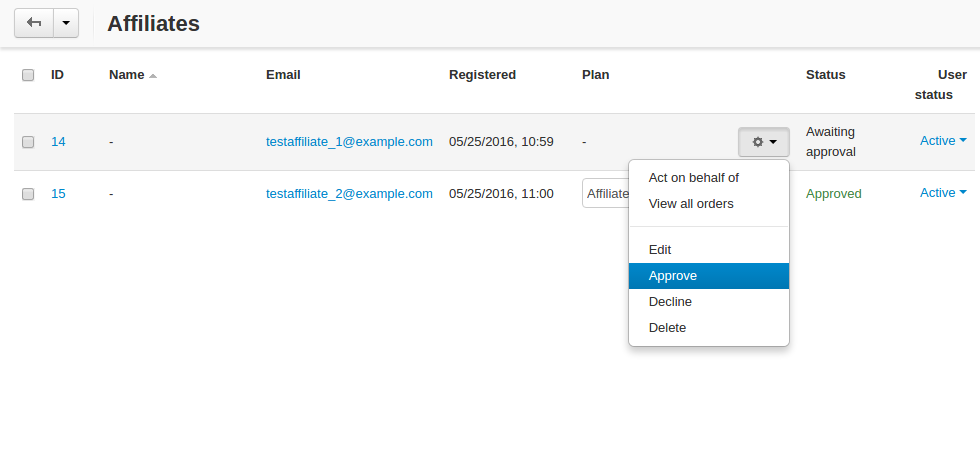 Affiliates
ID Name Email Registered Plan Status User status
14 - testaffiliate_1@example.com 05/25/2016, 10:59 - Awaiting approval Active
15 - testaffiliate_2@example.com 05/25/2016, 11:00 Affiliate Approved Active
Act on behalf of
View all orders
Edit
Approve
Decline
Delete